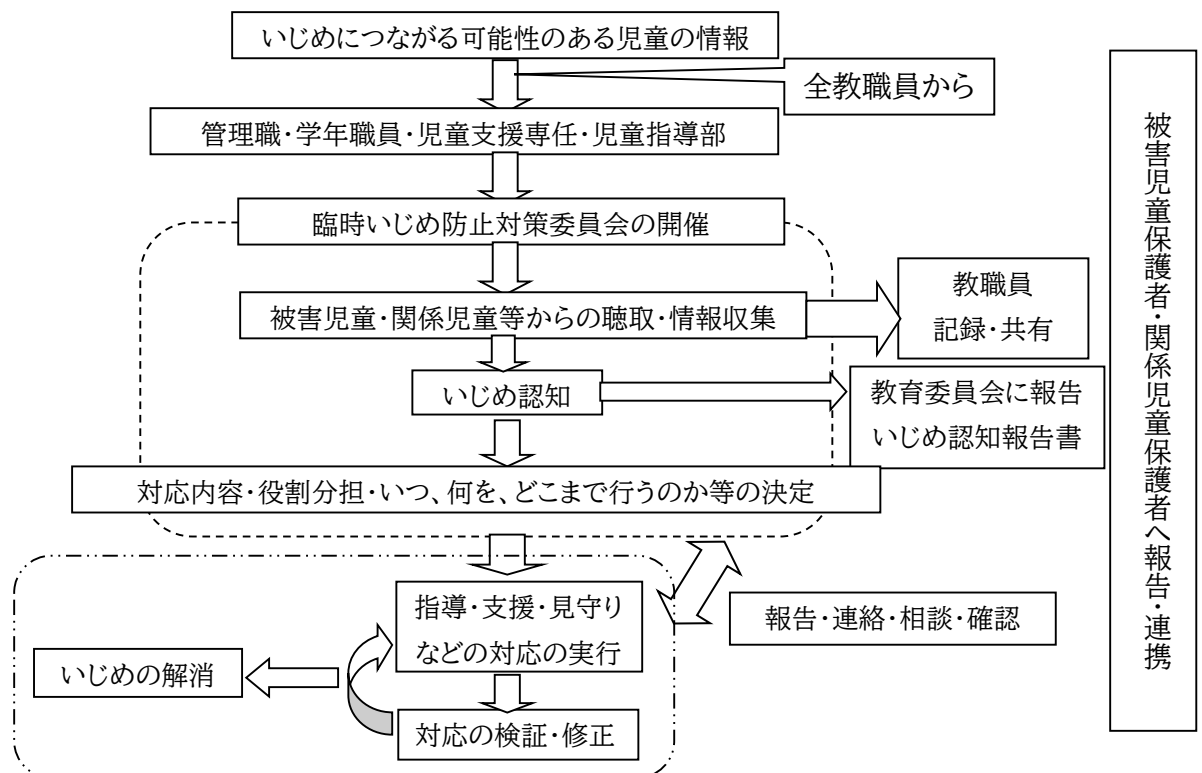 いじめにつながる可能性のある児童の情報
全教職員から
管理職・学年職員・児童支援専任・児童指導部
臨時いじめ防止対策委員会の開催
被害児童・関係児童等からの聴取・情報収集
教職員
記録・共有
いじめ認知
教育委員会に報告
いじめ認知報告書
対応内容・役割分担・いつ、何を、どこまで行うのか等の決定
指導・支援・見守り
などの対応の実行
報告・連絡・相談・確認
いじめの解消
対応の検証・修正
被害児童保護者・関係児童保護者へ報告・連携